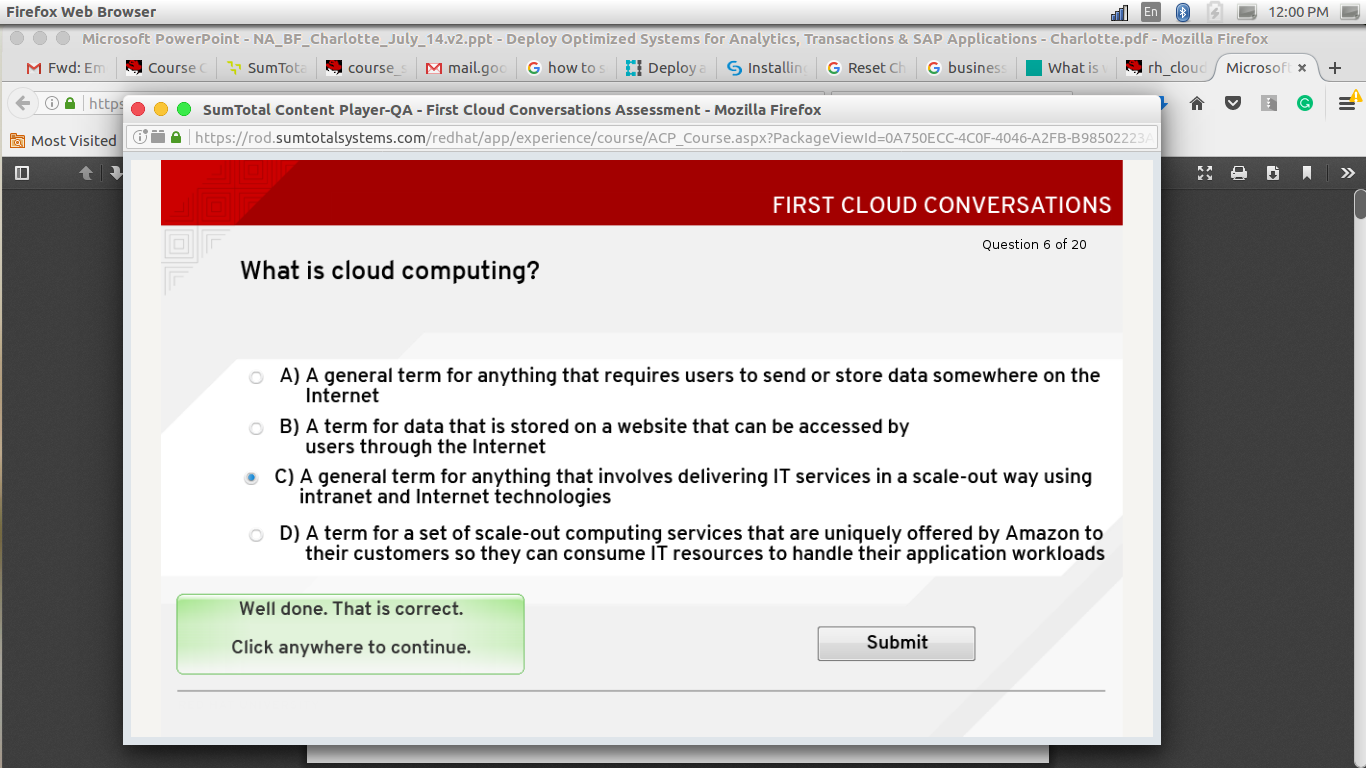 Firefox Web Browser
En
12:00 PM
Microsoft PowerPoint - NA_BF_Charlotte_July_14.v2.ppt - Deploy Optimized Systems for Analytics, Transactions & SAP Applications - Charlotte.pdf - Mozilla Firefox
Fwd: Em
Course
SumTota
course_s
mail.goo
how to s
Deploy a
Installin
Reset Ch
business
What is
rh_cloud
Microsoft
https
Most Visited
SumTotal Content Player-QA - First Cloud Conversations Assessment - Mozilla Firefox
https://rod.sumtotalsystems.com/redhat/app/experience/course/ACP_Course.aspx?PackageViewId=0A750ECC-4C0F-4046-A2FB-B98502223
FIRST CLOUD CONVERSATIONS
Question 6 of 20
What is cloud computing?
A) A general term for anything that requires users to send or store data somewhere on the
Internet
B) A term for data that is stored on a website that can be accessed by
users through the Internet
C) A general term for anything that involves delivering IT services in a scale-out way using
intranet and Internet technologies
D) A term for a set of scale-out computing services that are uniquely offered by Amazon to
their customers so they can consume IT resources to handle their application workloads
Well done. That is correct.
Click anywhere to continue.
Submit